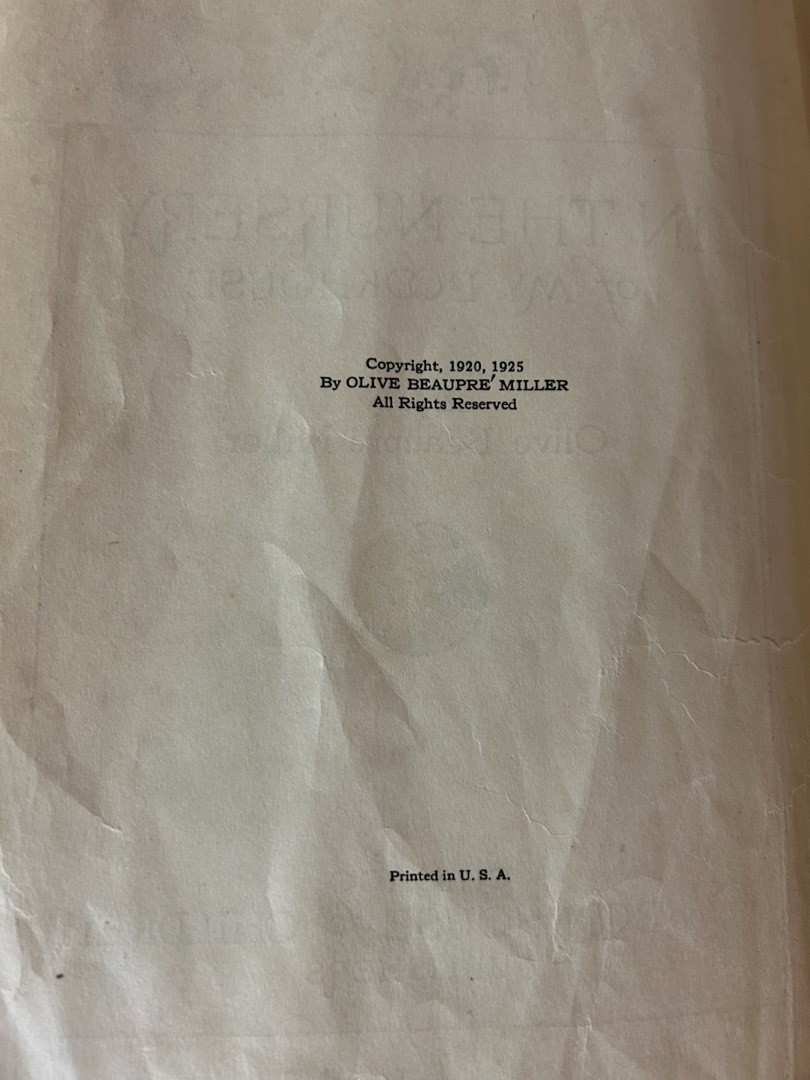 Copyright, 1920, 1925
By OLIVE BEAUPRE´ MILLER
All Rights Reserved
Printed in U. S. A.